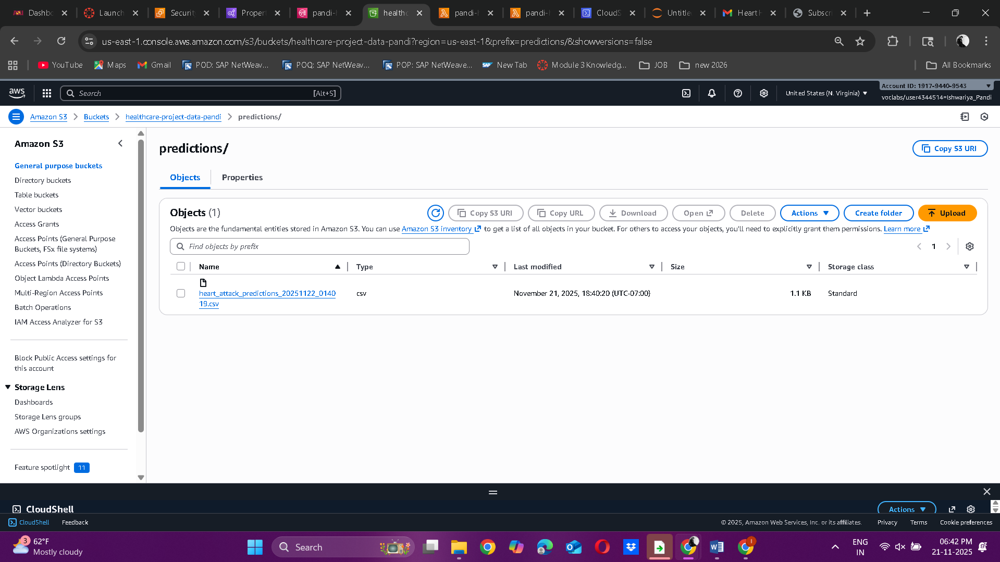 Dashbo
Launch
Security
Propert
pandi-h
healthc
pandi-h
pandi-h
CloudS
Untitle
Heart H
Subscri
us-east-1.console.aws.amazon.com/s3/buckets/healthcare-project-data-pandi?region=us-east-1&prefix=predictions/&showversions=false
YouTube
Maps
Gmail
POD: SAP NetWeav...
POQ: SAP NetWeav...
POP: SAP NetWeave...
New Tab
Module 3 Knowledg...
JOB
new 2026
All Bookmarks
aws
Search
[Alt+S]
United States (N. Virginia)
Account ID: 1917-9440-9543
voclabs/user4344514=Ishwariya_Pandi
Amazon S3
Buckets
healthcare-project-data-pandi
predictions/
Amazon S3
General purpose buckets
Directory buckets
Table buckets
Vector buckets
Access Grants
Access Points (General Purpose
Buckets, FSx file systems)
Access Points (Directory Buckets)
Object Lambda Access Points
Multi-Region Access Points
Batch Operations
IAM Access Analyzer for S3
Block Public Access settings for
this account
Storage Lens
Dashboards
Storage Lens groups
AWS Organizations settings
Feature spotlight 11
predictions/
Copy S3 URI
Objects
Properties
Objects (1)
Copy S3 URI
Copy URL
Download
Open
Delete
Actions
Create folder
Upload
Objects are the fundamental entities stored in Amazon S3. You can use Amazon S3 inventory to get a list of all objects in your bucket. For others to access your objects, you'll need to explicitly grant them permissions. Learn more
Find objects by prefix
1
Name
Type
Last modified
Size
Storage class
heart_attack_predictions_20251122_0140
19.csv
csv
November 21, 2025, 18:40:20 (UTC-07:00)
1.1 KB
Standard
CloudShell
Actions
CloudShell
Feedback
© 2025, Amazon Web Services, Inc. or its affiliates.
Privacy
Terms
Cookie preferences
3
62°F
Mostly cloudy
Search
ENG
IN
06:42 PM
21-11-2025